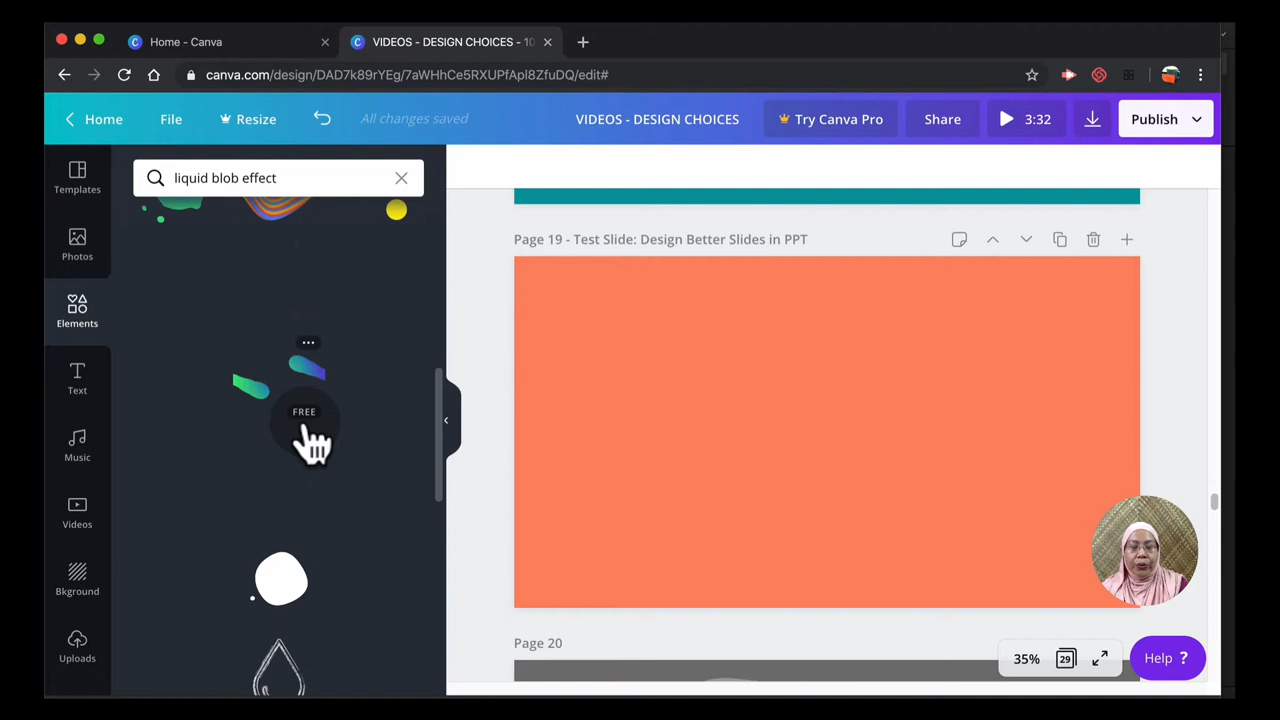 Home - Canva
VIDEOS - DESIGN CHOICES - 10
canva.com/design/DAD7k89rYEg/7aWHhCe5RXUPfApl8ZfuDQ/edit#
Home
File
Resize
All changes saved
VIDEOS - DESIGN CHOICES
Try Canva Pro
Share
3:32
Publish
Templates
Photos
Elements
Text
Music
Videos
Bkground
Uploads
liquid blob effect
FREE
Page 19 - Test Slide: Design Better Slides in PPT
Page 20
35%
29
Help ?